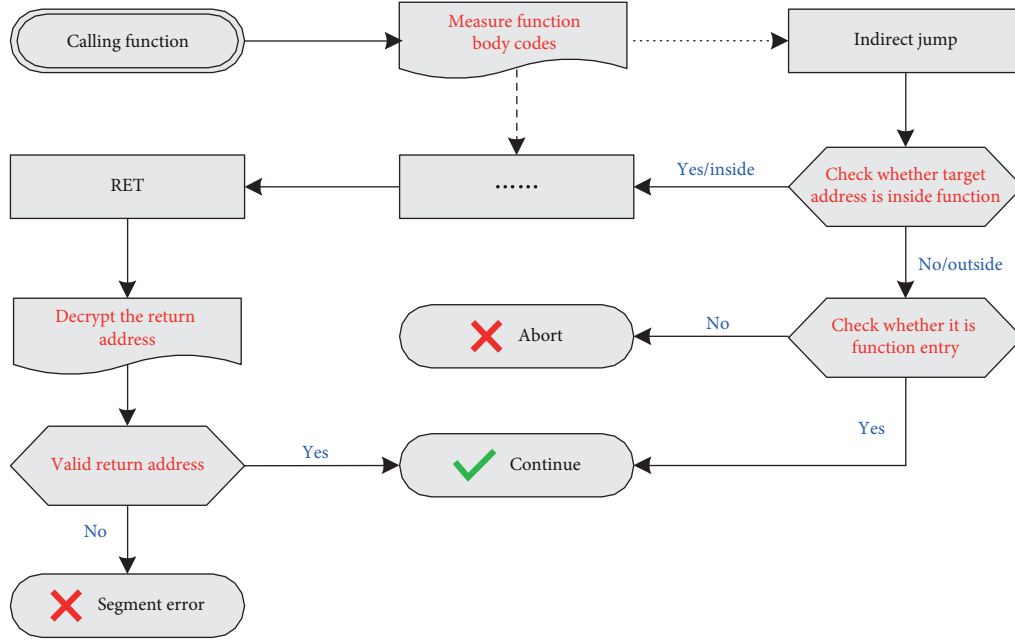 Calling function
Measure function
body codes
Indirect jump
RET
......
Yes/inside
Check whether target
address is inside function
No/outside
Decrypt the return
address
Abort
No
Check whether it is
function entry
Yes
Valid return address
Yes
Continue
No
Segment error